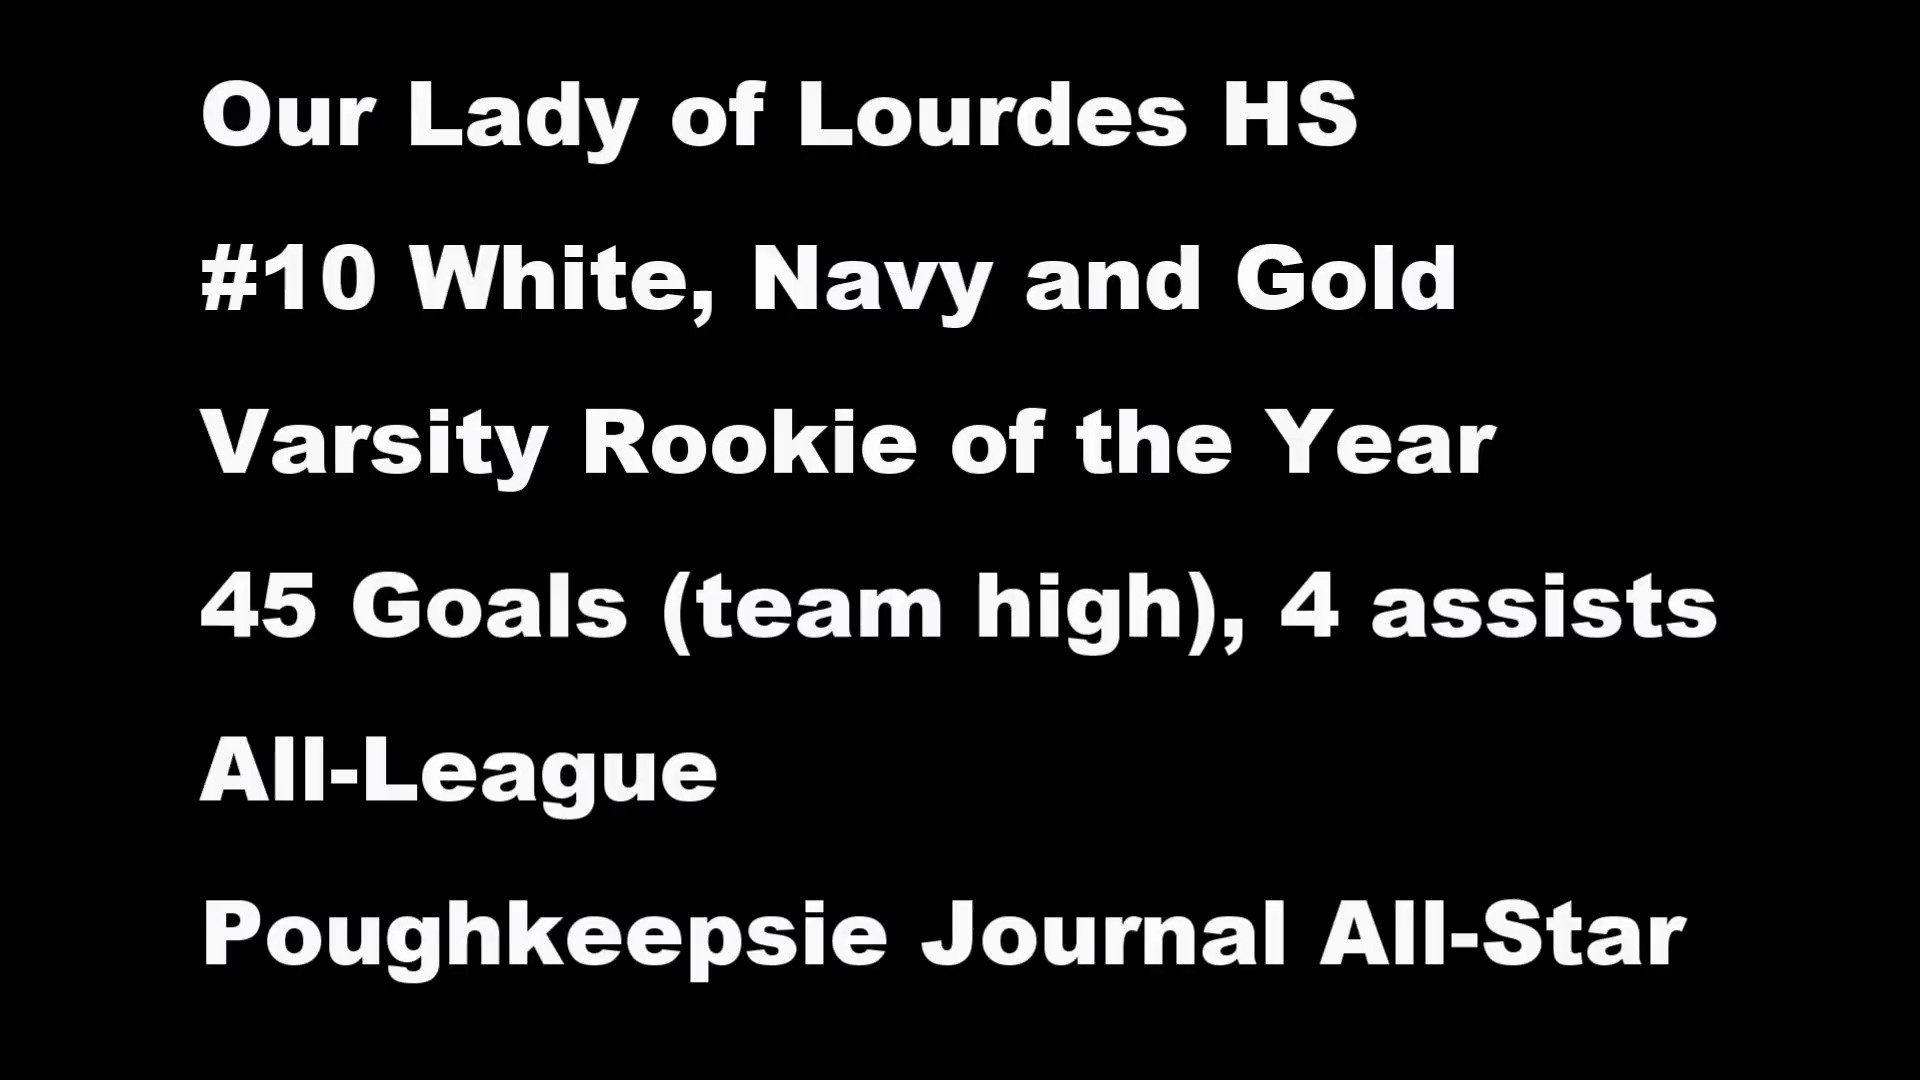 Our Lady of Lourdes HS
#10 White, Navy and Gold
Varsity Rookie of the Year
45 Goals (team high), 4 assists
All-League
Poughkeepsie Journal All-Star